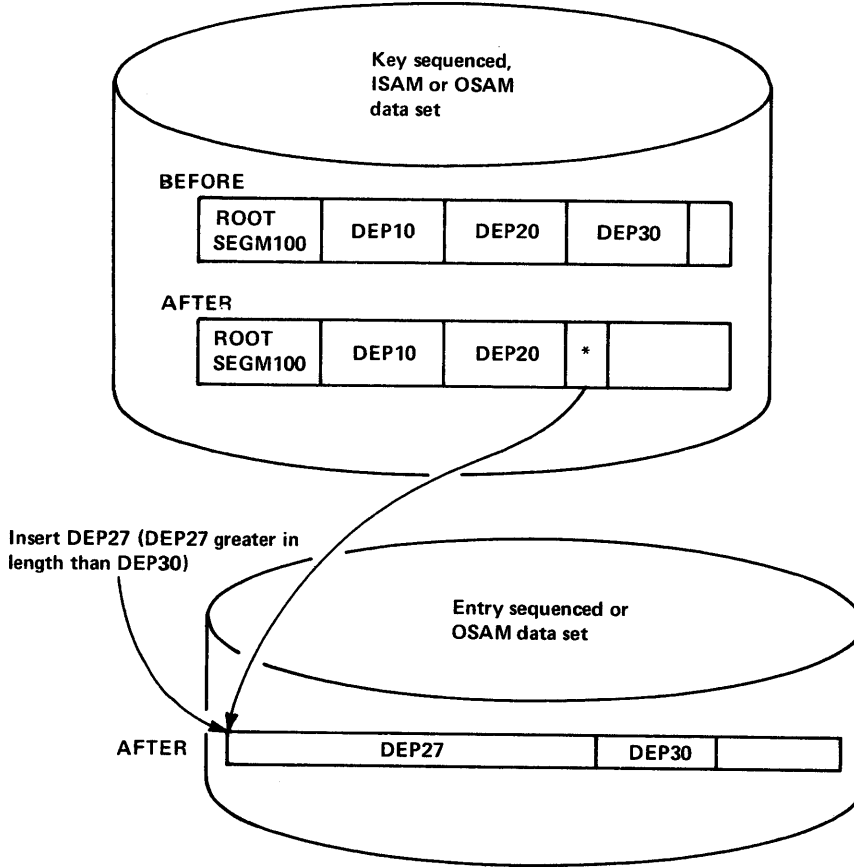 Key sequenced,
ISAM or OSAM
data set
BEFORE
ROOT
SEGM100
DEP10
DEP20
DEP30
AFTER
ROOT
SEGM100
DEP10
DEP20
*
Insert DEP27 (DEP27 greater in
length than DEP30)
Entry sequenced or
OSAM data set
AFTER
DEP27
DEP30